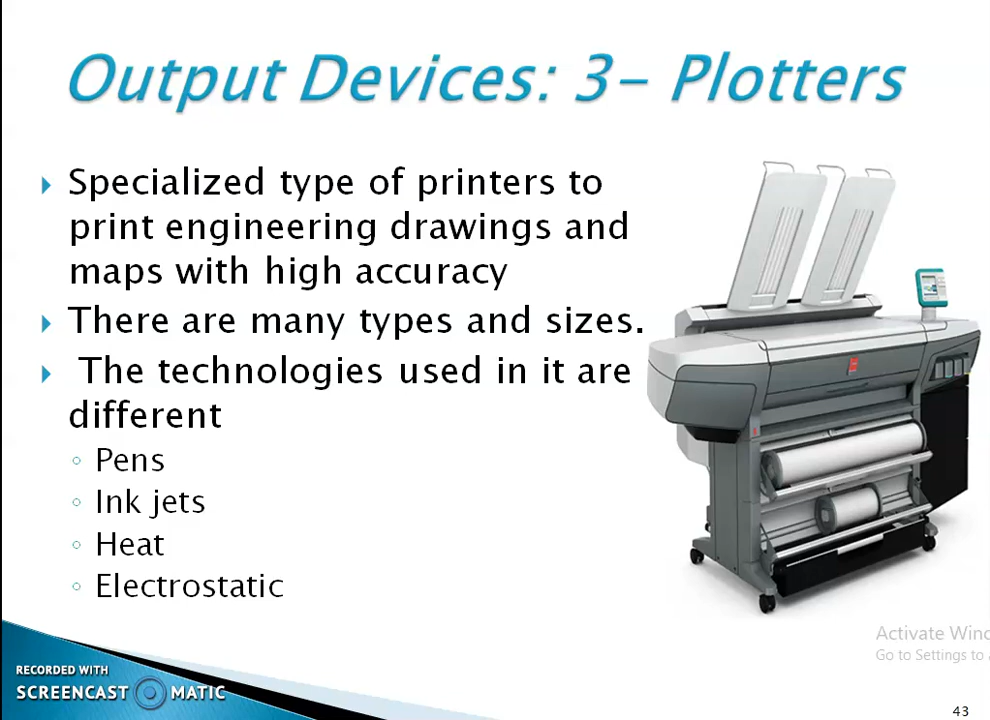 Output Devices: 3- Plotters
Specialized type of printers to
print engineering drawings and
maps with high accuracy
There are many types and sizes.
The technologies used in it are
different
Pens
Ink jets
Heat
Electrostatic
Activate Wind
Go to Settings to
RECORDED WITH
SCREENCAST MATIC
43